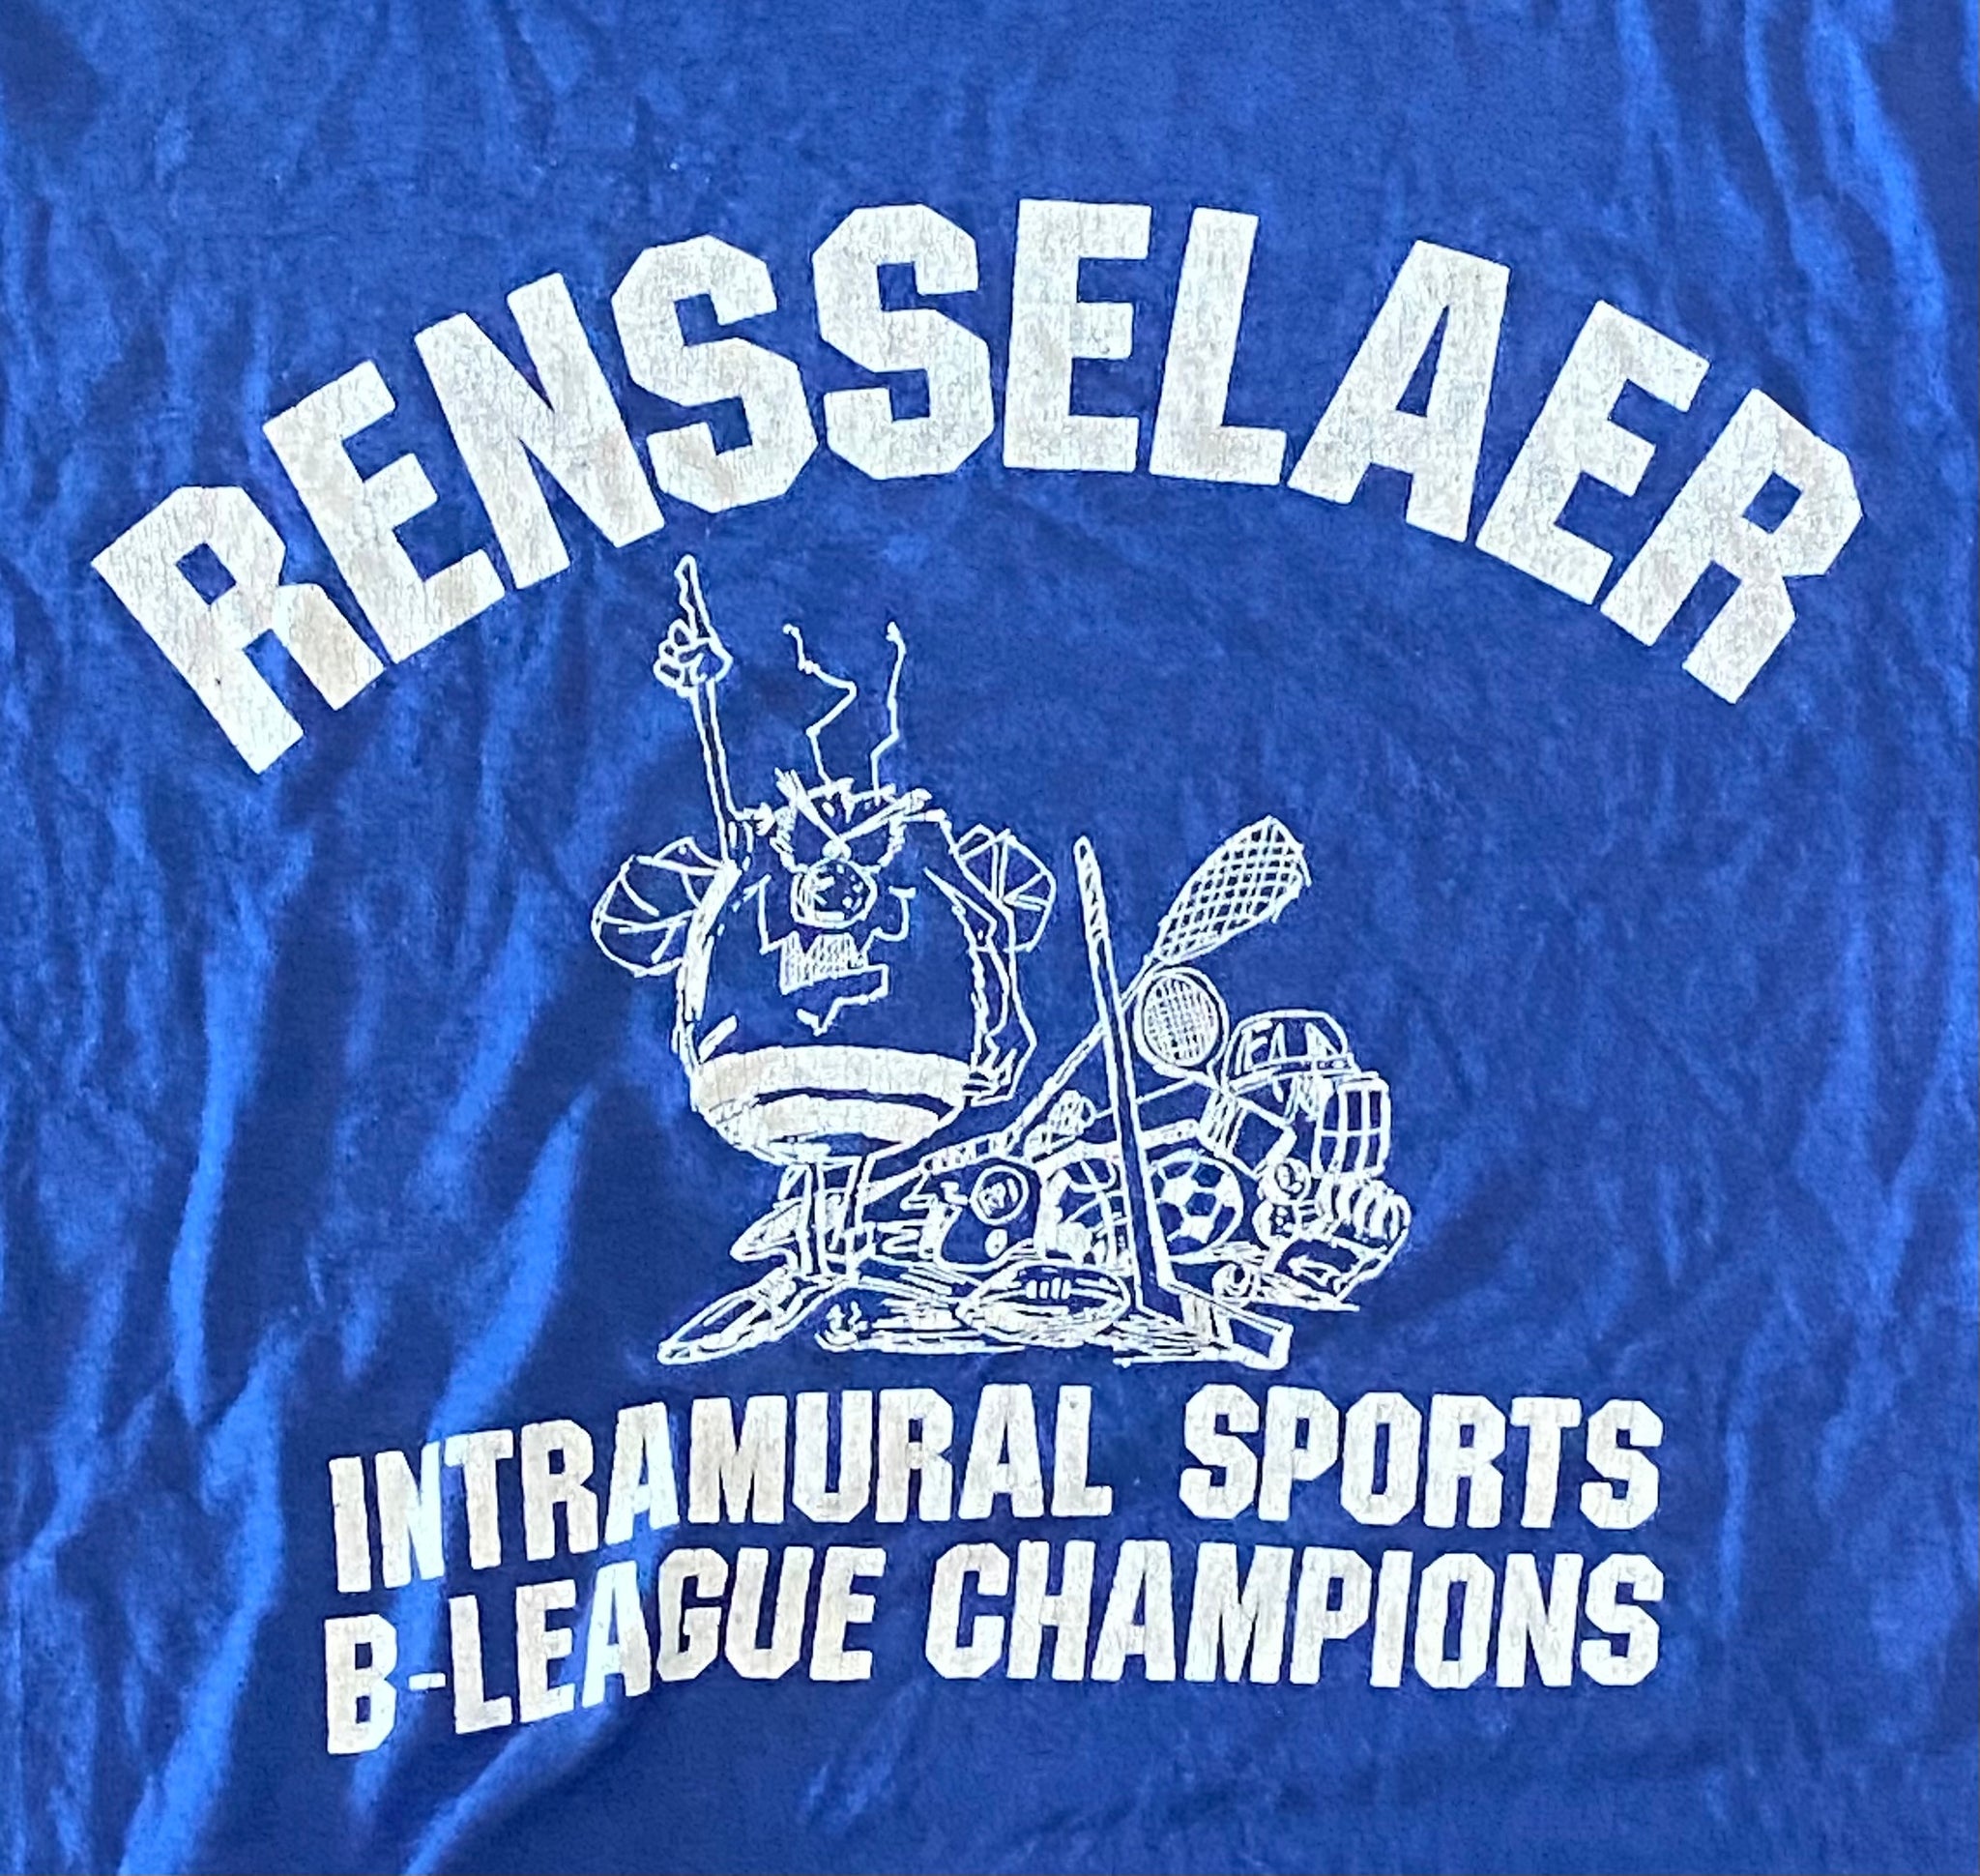 RENSSELAER
INTRAMURAL SPORTS
B-LEAGUE CHAMPIONS